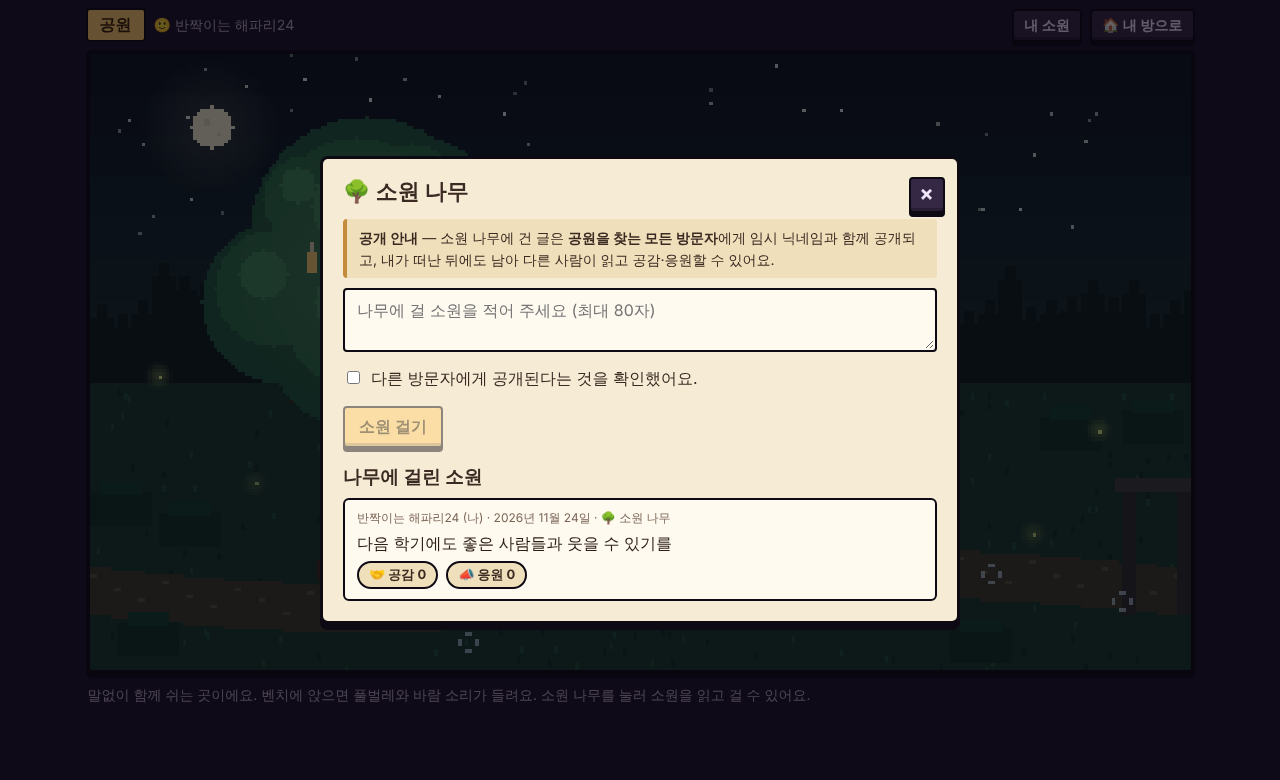 공원 🙂 반짝이는 해파리24 내 소원 🏠 내 방으로
🌳 소원 나무 ×
공개 안내 — 소원 나무에 건 글은 공원을 찾는 모든 방문자에게 임시 닉네임과 함께 공개되
고, 내가 떠난 뒤에도 남아 다른 사람이 읽고 공감·응원할 수 있어요.
나무에 걸 소원을 적어 주세요 (최대 80자)
다른 방문자에게 공개된다는 것을 확인했어요.
소원 걸기
나무에 걸린 소원
반짝이는 해파리24 (나) · 2026년 11월 24일 · 🌳 소원 나무
다음 학기에도 좋은 사람들과 웃을 수 있기를
🤝 공감 0 📣 응원 0
말없이 함께 쉬는 곳이에요. 벤치에 앉으면 풀벌레와 바람 소리가 들려요. 소원 나무를 눌러 소원을 읽고 걸 수 있어요.